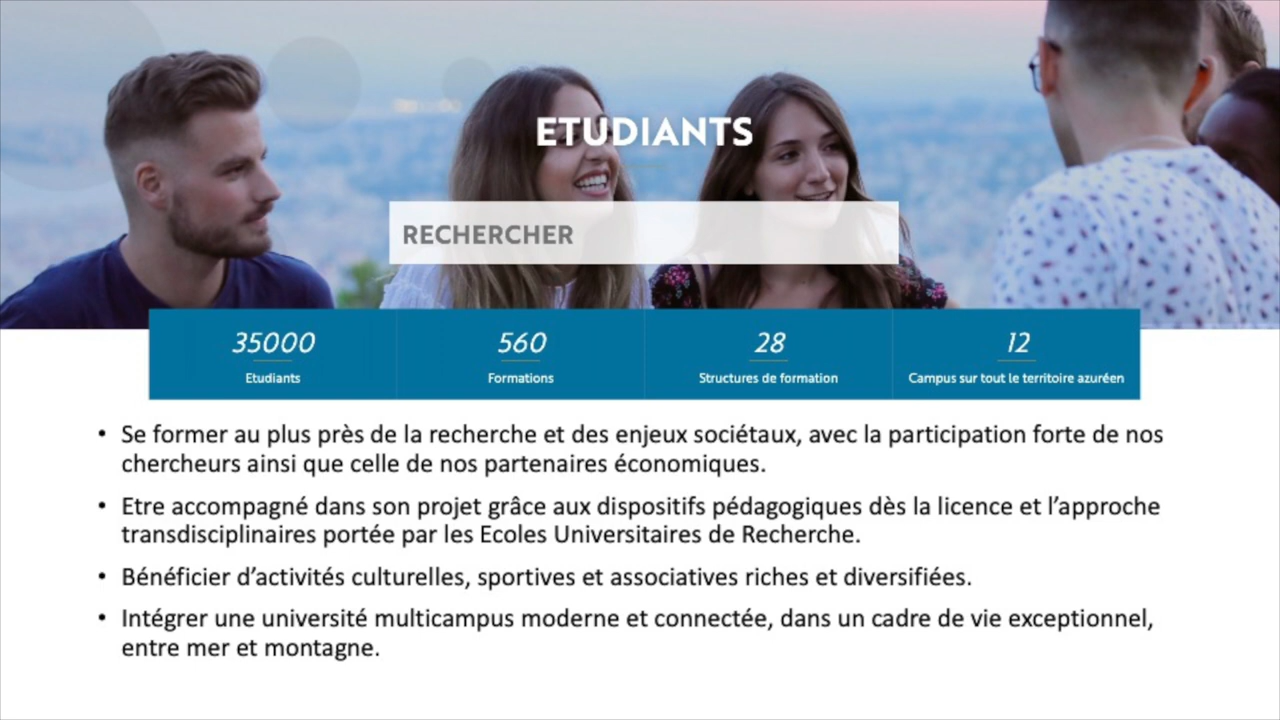 ETUDIANTS
RECHERCHER
35000
Etudiants
560
Formations
28
Structures de formation
12
Campus sur tout le territoire azuréen
• Se former au plus près de la recherche et des enjeux sociétaux, avec la participation forte de nos
chercheurs ainsi que celle de nos partenaires économiques.
• Etre accompagné dans son projet grâce aux dispositifs pédagogiques dès la licence et l’approche
transdisciplinaires portée par les Ecoles Universitaires de Recherche.
• Bénéficier d’activités culturelles, sportives et associatives riches et diversifiées.
• Intégrer une université multicampus moderne et connectée, dans un cadre de vie exceptionnel,
entre mer et montagne.